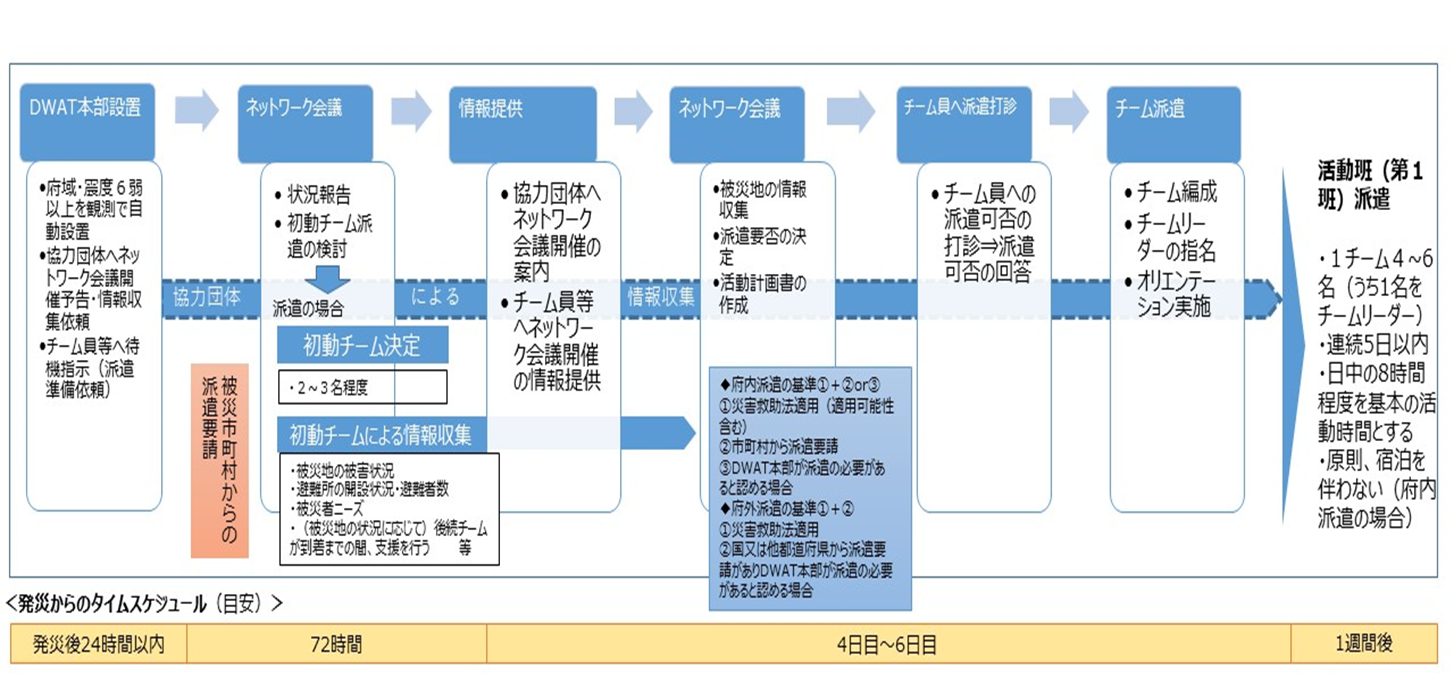 DWAT本部設置
ネットワーク会議
情報提供
ネットワーク会議
チーム員へ派遣打診
チーム派遣
●府域・震度６弱
以上を観測で自
動設置
●協力団体へネッ
トワーク会議開
催予告・情報収
集依頼
●チーム員等へ待
機指示（派遣
準備依頼）
• 状況報告
• 初動チーム派
遣の検討
派遣の場合
初動チーム決定
・２～３名程度
初動チームによる情報収集
・被災地の被害状況
・避難所の開設状況・避難者数
・被災者ニーズ
・（被災地の状況に応じて）後続チーム
が到着までの間、支援を行う　等
被災市町村からの
派遣要請
協力団体
による
情報収集
• 協力団体へ
ネットワーク
会議開催の
案内
• チーム員等
へネットワー
ク会議開催
の情報提供
●被災地の情報
収集
●派遣要否の決
定
●活動計画書の
作成
◆府内派遣の基準①＋②or③
①災害救助法適用（適用可能性
含む）
②市町村から派遣要請
③DWAT本部が派遣の必要があ
ると認める場合
◆府外派遣の基準①＋②
①災害救助法適用
②国又は他都道府県から派遣要
請がありDWAT本部が派遣の必要
があると認める場合
• チーム員への
派遣可否の
打診⇒派遣
可否の回答
• チーム編成
• チームリー
ダーの指名
• オリエンテー
ション実施
活動班（第１
班）派遣
・１チーム４～６
名（うち1名を
チームリーダー）
・連続5日以内
・日中の8時間
程度を基本の活
動時間とする
・原則、宿泊を
伴わない（府内
派遣の場合）
＜発災からのタイムスケジュール（目安）＞
発災後24時間以内
72時間
4日目～6日目
1週間後